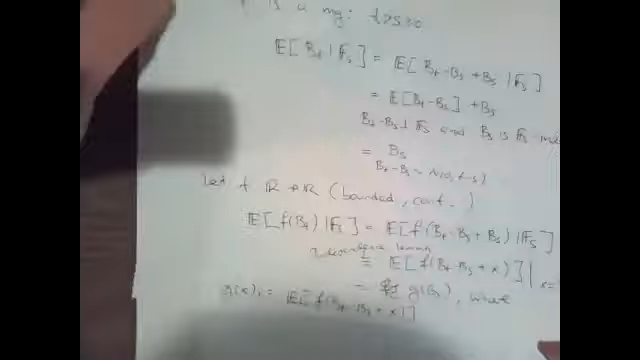 is a mg: t>s≥0
E[B_t | F_s] = E[B_t - B_s + B_s | F_s]
= E[B_t - B_s] + B_s
B_t - B_s ⊥ F_s and B_s is F_s
= B_s
B_t - B_s ~ N(0, t-s)
Let f R → R (bounded, cont.)
E[f(B_t) | F_s] = E[f(B_t - B_s + B_s) | F_s]
= E[f(B_t - B_s + x)] | x =
= g(B_s), where
g(x) := E[f(B_t - B_s + x)]